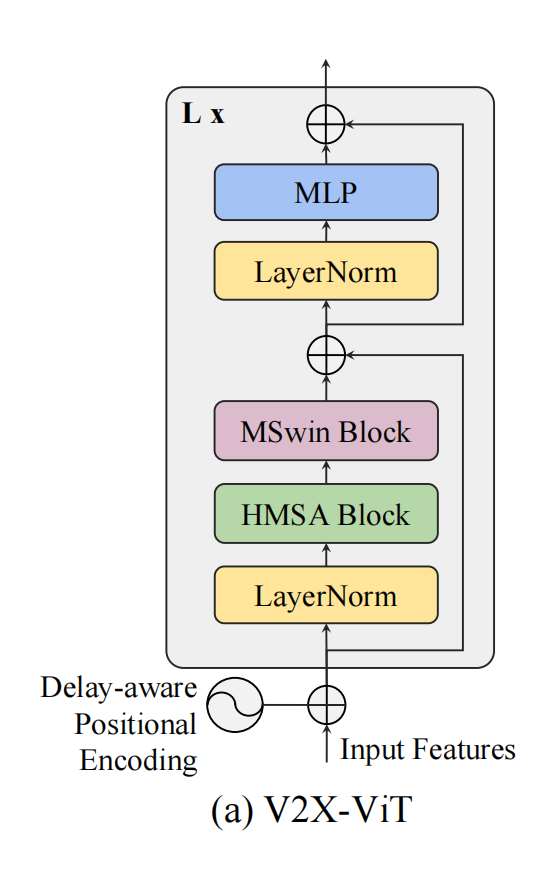 L x
MLP
LayerNorm
MSwin Block
HMSA Block
LayerNorm
Delay-aware
Positional
Encoding
Input Features
(a) V2X-ViT